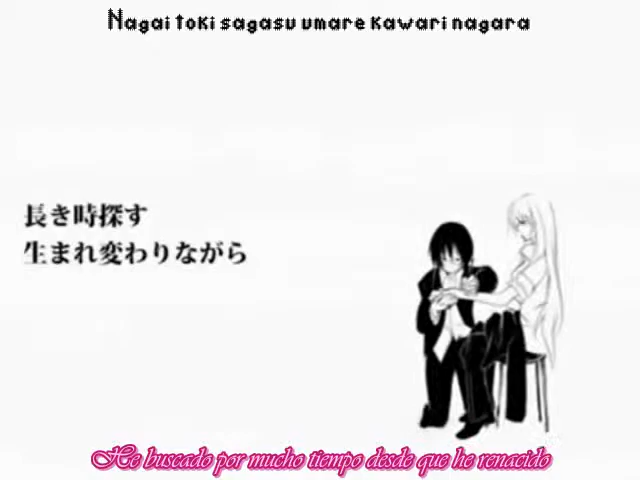 Nagai toki sagasu umare kawari nagara
長き時探す
生まれ変わりながら
He buscado por mucho tiempo desde que he renacido